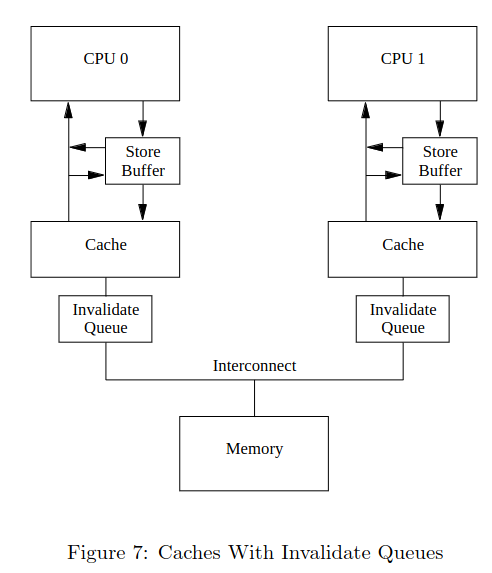 CPU 0
CPU 1
Store
Buffer
Store
Buffer
Cache
Cache
Invalidate
Queue
Invalidate
Queue
Interconnect
Memory
Figure 7: Caches With Invalidate Queues